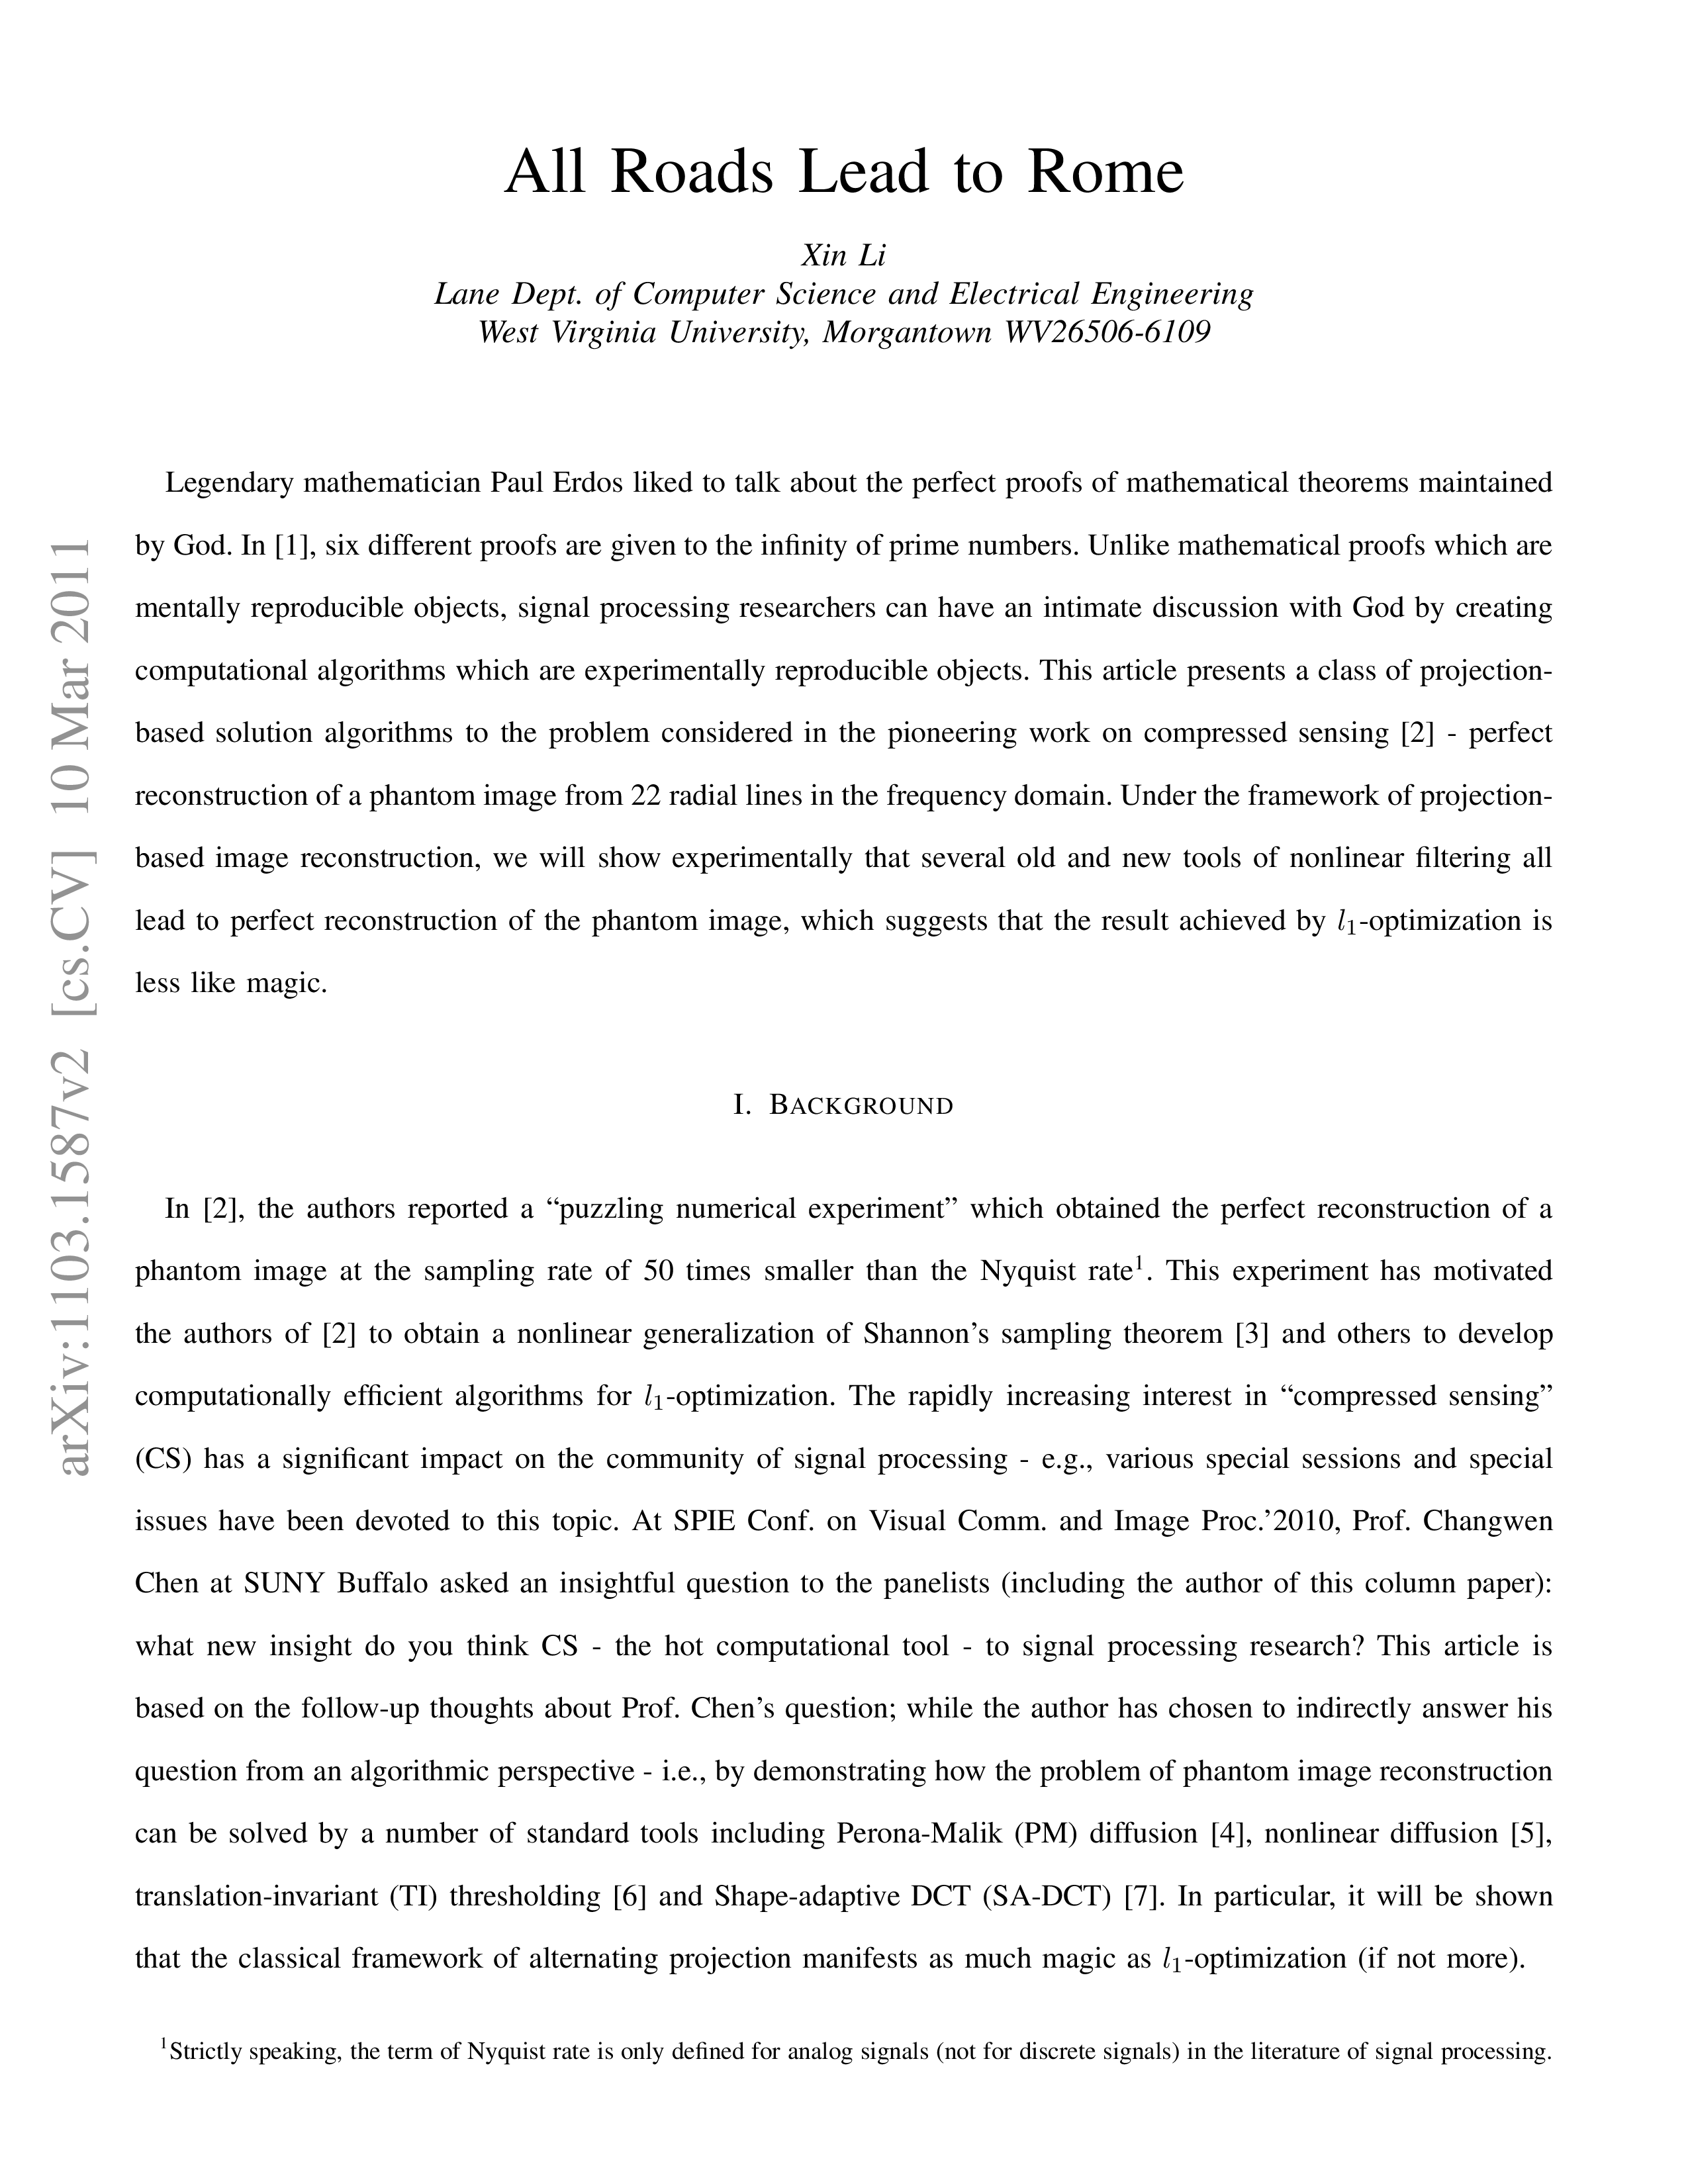 All Roads Lead to Rome
Xin Li
Lane Dept. of Computer Science and Electrical Engineering
West Virginia University, Morgantown WV26506-6109
Legendary mathematician Paul Erdos liked to talk about the perfect proofs of mathematical theorems maintained
by God. In [1], six different proofs are given to the infinity of prime numbers. Unlike mathematical proofs which are
mentally reproducible objects, signal processing researchers can have an intimate discussion with God by creating
computational algorithms which are experimentally reproducible objects. This article presents a class of projection-
based solution algorithms to the problem considered in the pioneering work on compressed sensing [2] - perfect
reconstruction of a phantom image from 22 radial lines in the frequency domain. Under the framework of projection-
based image reconstruction, we will show experimentally that several old and new tools of nonlinear filtering all
lead to perfect reconstruction of the phantom image, which suggests that the result achieved by l1-optimization is
less like magic.
I. BACKGROUND
In [2], the authors reported a “puzzling numerical experiment” which obtained the perfect reconstruction of a
phantom image at the sampling rate of 50 times smaller than the Nyquist rate1. This experiment has motivated
the authors of [2] to obtain a nonlinear generalization of Shannon’s sampling theorem [3] and others to develop
computationally efficient algorithms for l1-optimization. The rapidly increasing interest in “compressed sensing”
(CS) has a significant impact on the community of signal processing - e.g., various special sessions and special
issues have been devoted to this topic. At SPIE Conf. on Visual Comm. and Image Proc.’2010, Prof. Changwen
Chen at SUNY Buffalo asked an insightful question to the panelists (including the author of this column paper):
what new insight do you think CS - the hot computational tool - to signal processing research? This article is
based on the follow-up thoughts about Prof. Chen’s question; while the author has chosen to indirectly answer his
question from an algorithmic perspective - i.e., by demonstrating how the problem of phantom image reconstruction
can be solved by a number of standard tools including Perona-Malik (PM) diffusion [4], nonlinear diffusion [5],
translation-invariant (TI) thresholding [6] and Shape-adaptive DCT (SA-DCT) [7]. In particular, it will be shown
that the classical framework of alternating projection manifests as much magic as l1-optimization (if not more).
1Strictly speaking, the term of Nyquist rate is only defined for analog signals (not for discrete signals) in the literature of signal processing.
arXiv:1103.1587v2 [cs.CV] 10 Mar 2011